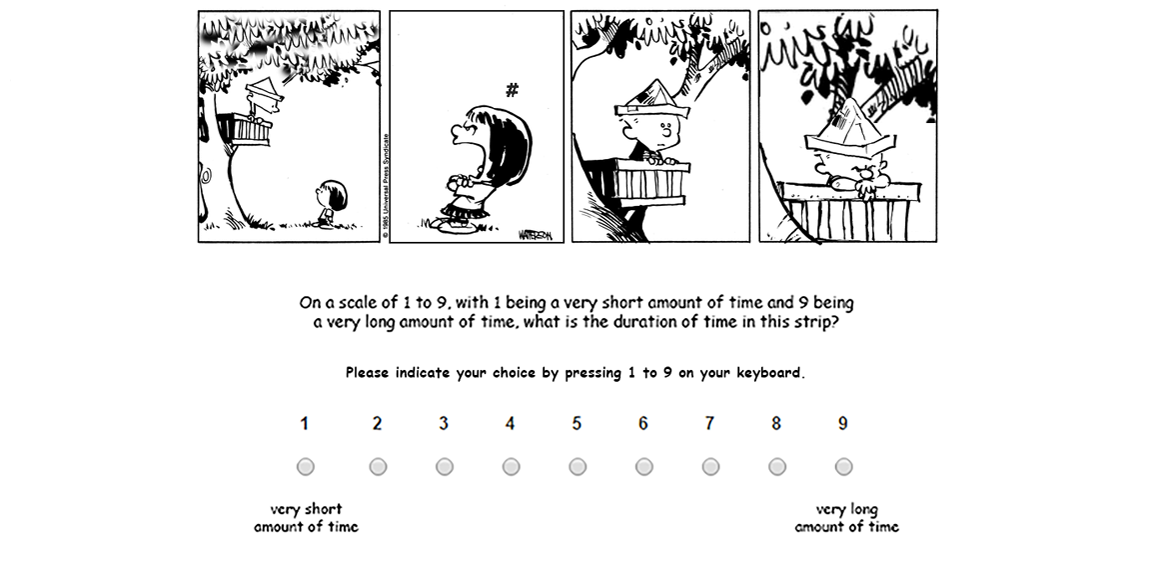 © 1985 Universal Press Syndicate
#
WATTERSON
On a scale of 1 to 9, with 1 being a very short amount of time and 9 being
a very long amount of time, what is the duration of time in this strip?
Please indicate your choice by pressing 1 to 9 on your keyboard.
1 2 3 4 5 6 7 8 9
very short
amount of time
very long
amount of time